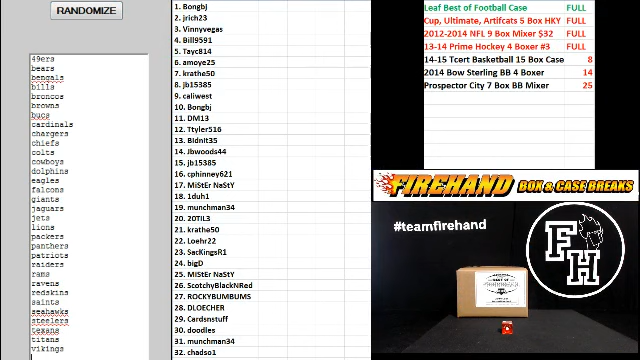 RANDOMIZE
49ers
bears
bengals
bills
broncos
browns
bucs
cardinals
chargers
chiefs
colts
cowboys
dolphins
eagles
falcons
giants
jaguars
jets
lions
packers
panthers
patriots
raiders
rams
ravens
redskins
saints
seahawks
steelers
texans
titans
vikings
1. Bongbj
2. jrich23
3. Vinnyvegas
4. Bill9591
5. Tayc814
6. amoye25
7. krathe50
8. jb15385
9. caliwest
10. Bongbj
11. DM13
12. Ttyler516
13. Bidnit35
14. Jbwoods44
15. jb15385
16. cphinney621
17. MiStEr NaStY
18. 1duh1
19. munchman34
20. 20TIL3
21. krathe50
22. Loehr22
23. SacKingsR1
24. bigD
25. MiStEr NaStY
26. ScotchyBlackNRed
27. ROCKYBUMBUMS
28. DLOECHER
29. Cardsnstuff
30. doodles
31. munchman34
32. chadso1
Leaf Best of Football Case FULL
Cup, Ultimate, Artifcats 5 Box HKY FULL
2012-2014 NFL 9 Box Mixer $32 FULL
13-14 Prime Hockey 4 Boxer #3 FULL
14-15 Tcert Basketball 15 Box Case 8
2014 Bow Sterling BB 4 Boxer 14
Prospector City 7 Box BB Mixer 25
FIREHAND BOX & CASE BREAKS
#teamfirehand
F H